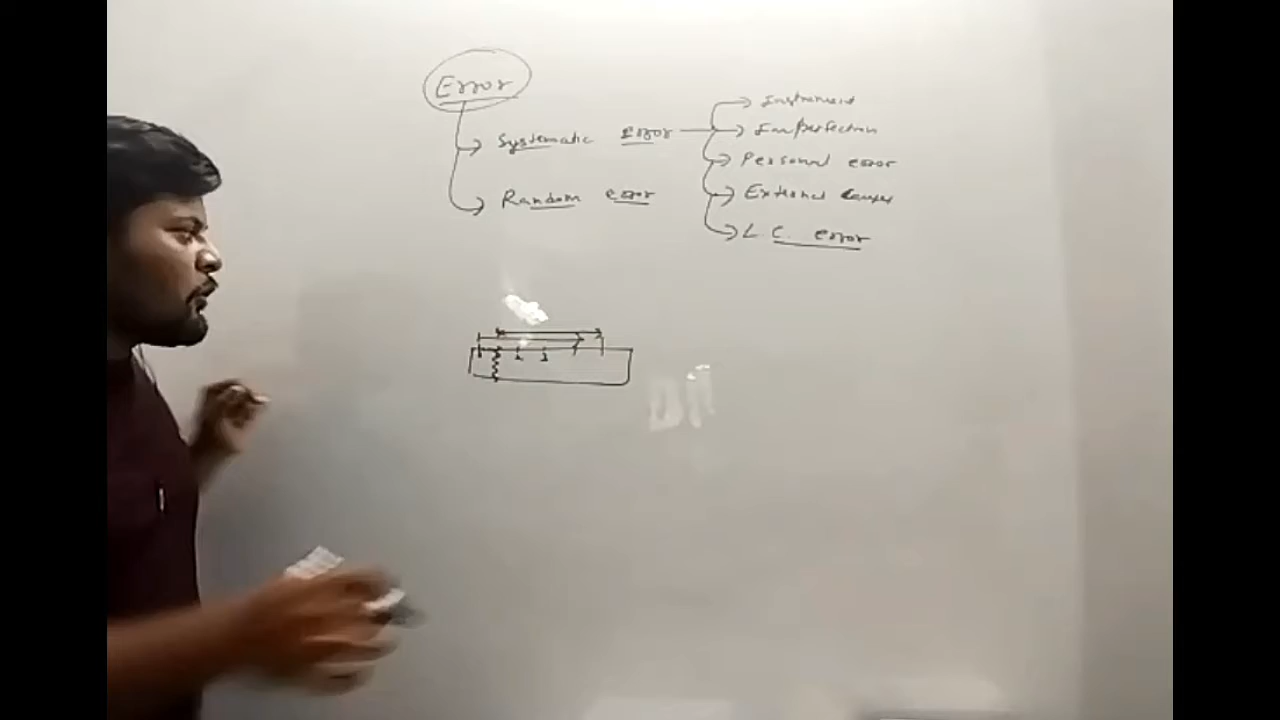 Error
Systematic error
Instrument
Imperfection
Personal error
Random error
External causes
L.C. error